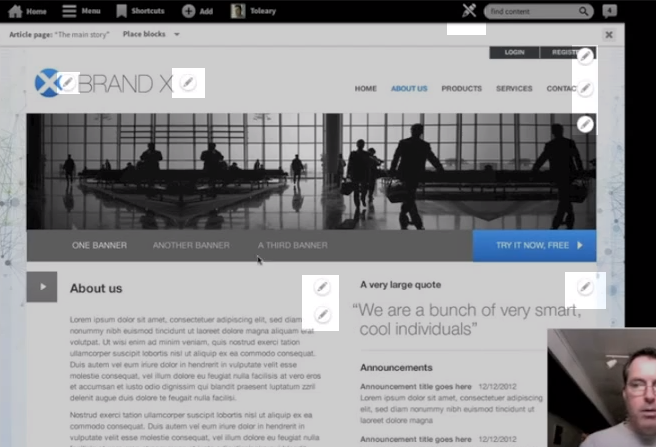 Home Menu Shortcuts Add Toleary find content 4
Article page: "The main story" Place blocks
LOGIN REGIST
BRAND X
HOME ABOUT US PRODUCTS SERVICES CONTAC
ONE BANNER ANOTHER BANNER A THIRD BANNER TRY IT NOW, FREE
About us
Lorem ipsum dolor sit amet, consectetuer adipiscing elit, sed diam
nonummy nibh euismod tincidunt ut laoreet dolore magna aliquam erat
volutpat. Ut wisi enim ad minim veniam, quis nostrud exerci tation
ullamcorper suscipit lobortis nisl ut aliquip ex ea commodo consequat.
Duis autem vel eum iriure dolor in hendrerit in vulputate velit esse
molestie consequat, vel illum dolore eu feugiat nulla facilisis at vero eros
et accumsan et iusto odio dignissim qui blandit praesent luptatum zzril
delenit augue duis dolore te feugait nulla facilisi.
Nostrud exerci tation ullamcorper suscipit lobortis nisl ut aliquip ex ea
commodo consequat. Duis autem vel eum iriure dolor in hendrerit in
vulputate velit esse molestie consequat, vel illum dolore eu feugiat nulla
A very large quote
"We are a bunch of very smart,
cool individuals"
Announcements
Announcement title goes here 12/12/2012
Lorem ipsum dolor sit amet, consectetuer adipiscing
elit, sed diam nonummy nibh euismod tincidunt ut
laoreet dolore magna
Announcement title goes here 12/12/2012